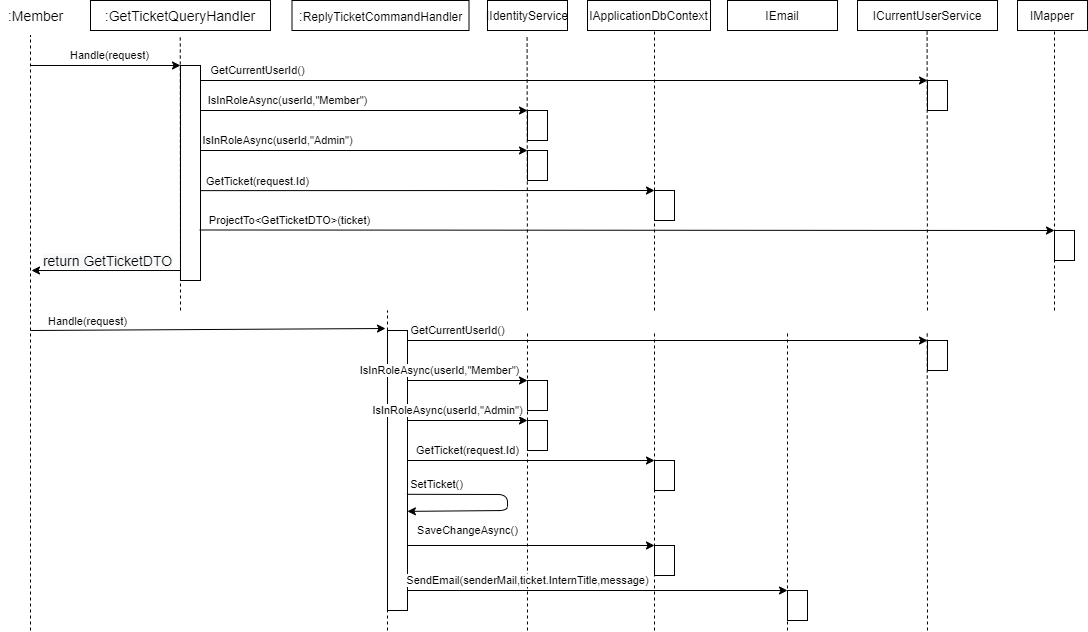 :Member
:GetTicketQueryHandler
:ReplyTicketCommandHandler
IIdentityService
IApplicationDbContext
IEmail
ICurrentUserService
IMapper
Handle(request)
GetCurrentUserId()
IsInRoleAsync(userId,"Member")
IsInRoleAsync(userId,"Admin")
GetTicket(request.Id)
ProjectTo<GetTicketDTO>(ticket)
return GetTicketDTO
Handle(request)
GetCurrentUserId()
IsInRoleAsync(userId,"Member")
IsInRoleAsync(userId,"Admin")
GetTicket(request.Id)
SetTicket()
SaveChangeAsync()
SendEmail(senderMail,ticket.InternTitle,message)